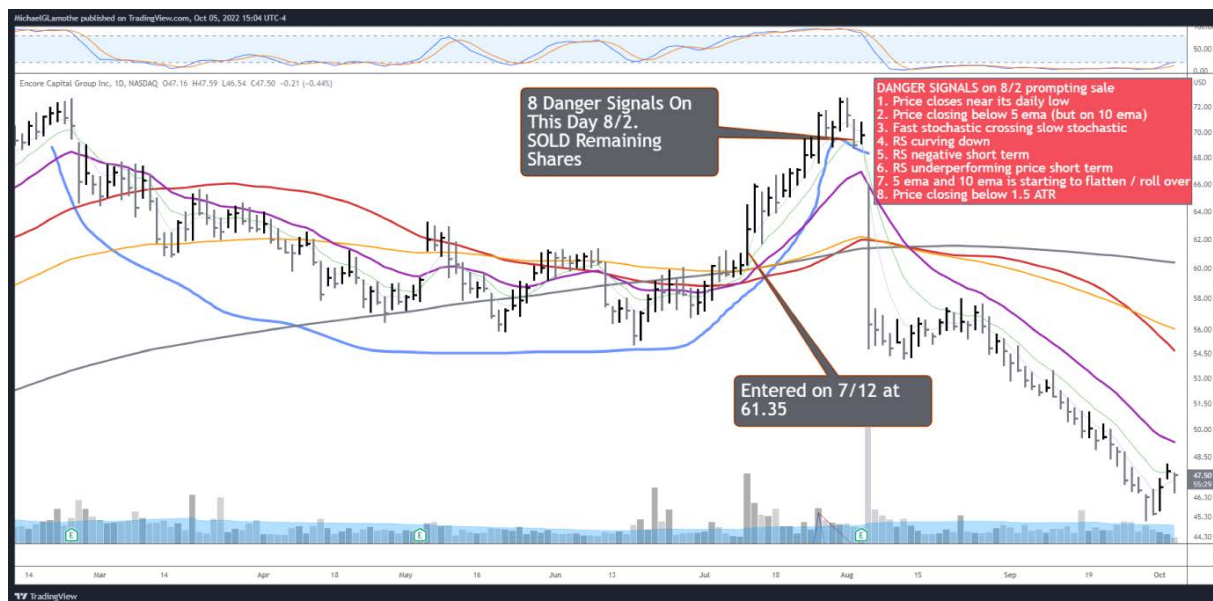 MichaelGLamothe published on TradingView.com, Oct 05, 2022 15:04 UTC-4
50.00
0.00
Encore Capital Group Inc, 1D, NASDAQ O47.16 H47.59 L46.54 C47.50 -0.21 (-0.44%)
USD
8 Danger Signals On
This Day 8/2.
SOLD Remaining
Shares
DANGER SIGNALS on 8/2 prompting sale
1. Price closes near its daily low
2. Price closing below 5 ema (but on 10 ema)
3. Fast stochastic crossing slow stochastic
4. RS curving down
5. RS negative short term
6. RS underperforming price short term
7. 5 ema and 10 ema is starting to flatten / roll over
8. Price closing below 1.5 ATR
72.00
70.00
68.00
66.00
64.00
62.00
60.00
58.00
56.00
54.50
53.00
51.50
50.00
48.50
47.50
55:29
46.30
45.30
44.30
Entered on 7/12 at
61.35
E E E
14 Mar 14 Apr 18 May 16 Jun 13 Jul 18 Aug 15 Sep 19 Oct
TradingView